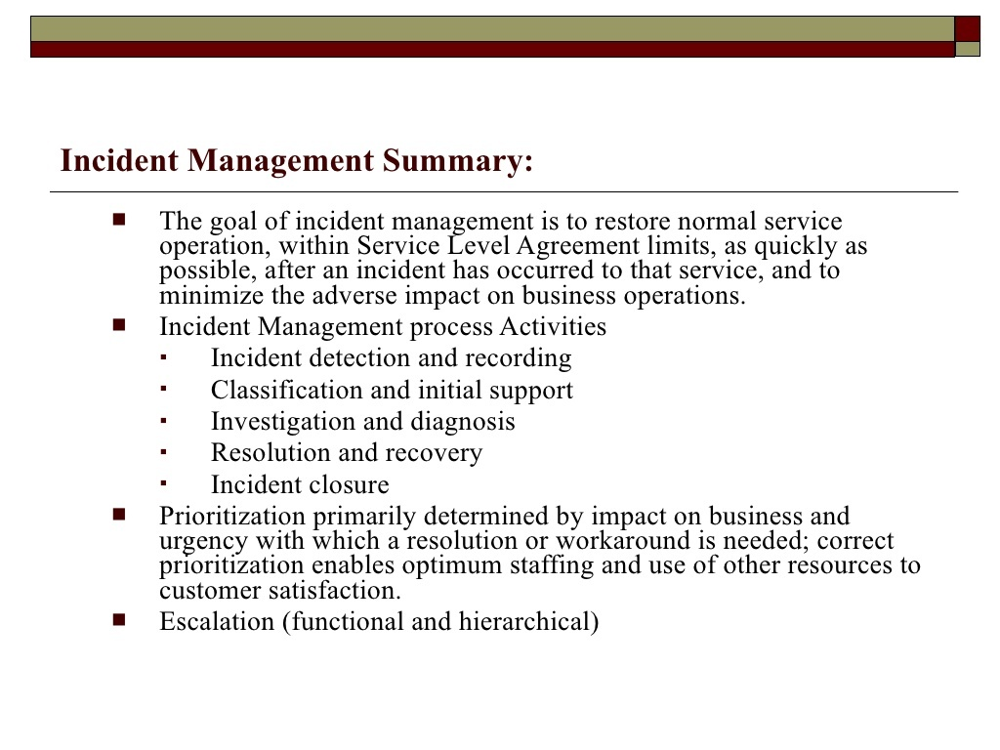 Incident Management Summary:
The goal of incident management is to restore normal service
operation, within Service Level Agreement limits, as quickly as
possible, after an incident has occurred to that service, and to
minimize the adverse impact on business operations.
Incident Management process Activities
Incident detection and recording
Classification and initial support
Investigation and diagnosis
Resolution and recovery
Incident closure
Prioritization primarily determined by impact on business and
urgency with which a resolution or workaround is needed; correct
prioritization enables optimum staffing and use of other resources to
customer satisfaction.
Escalation (functional and hierarchical)